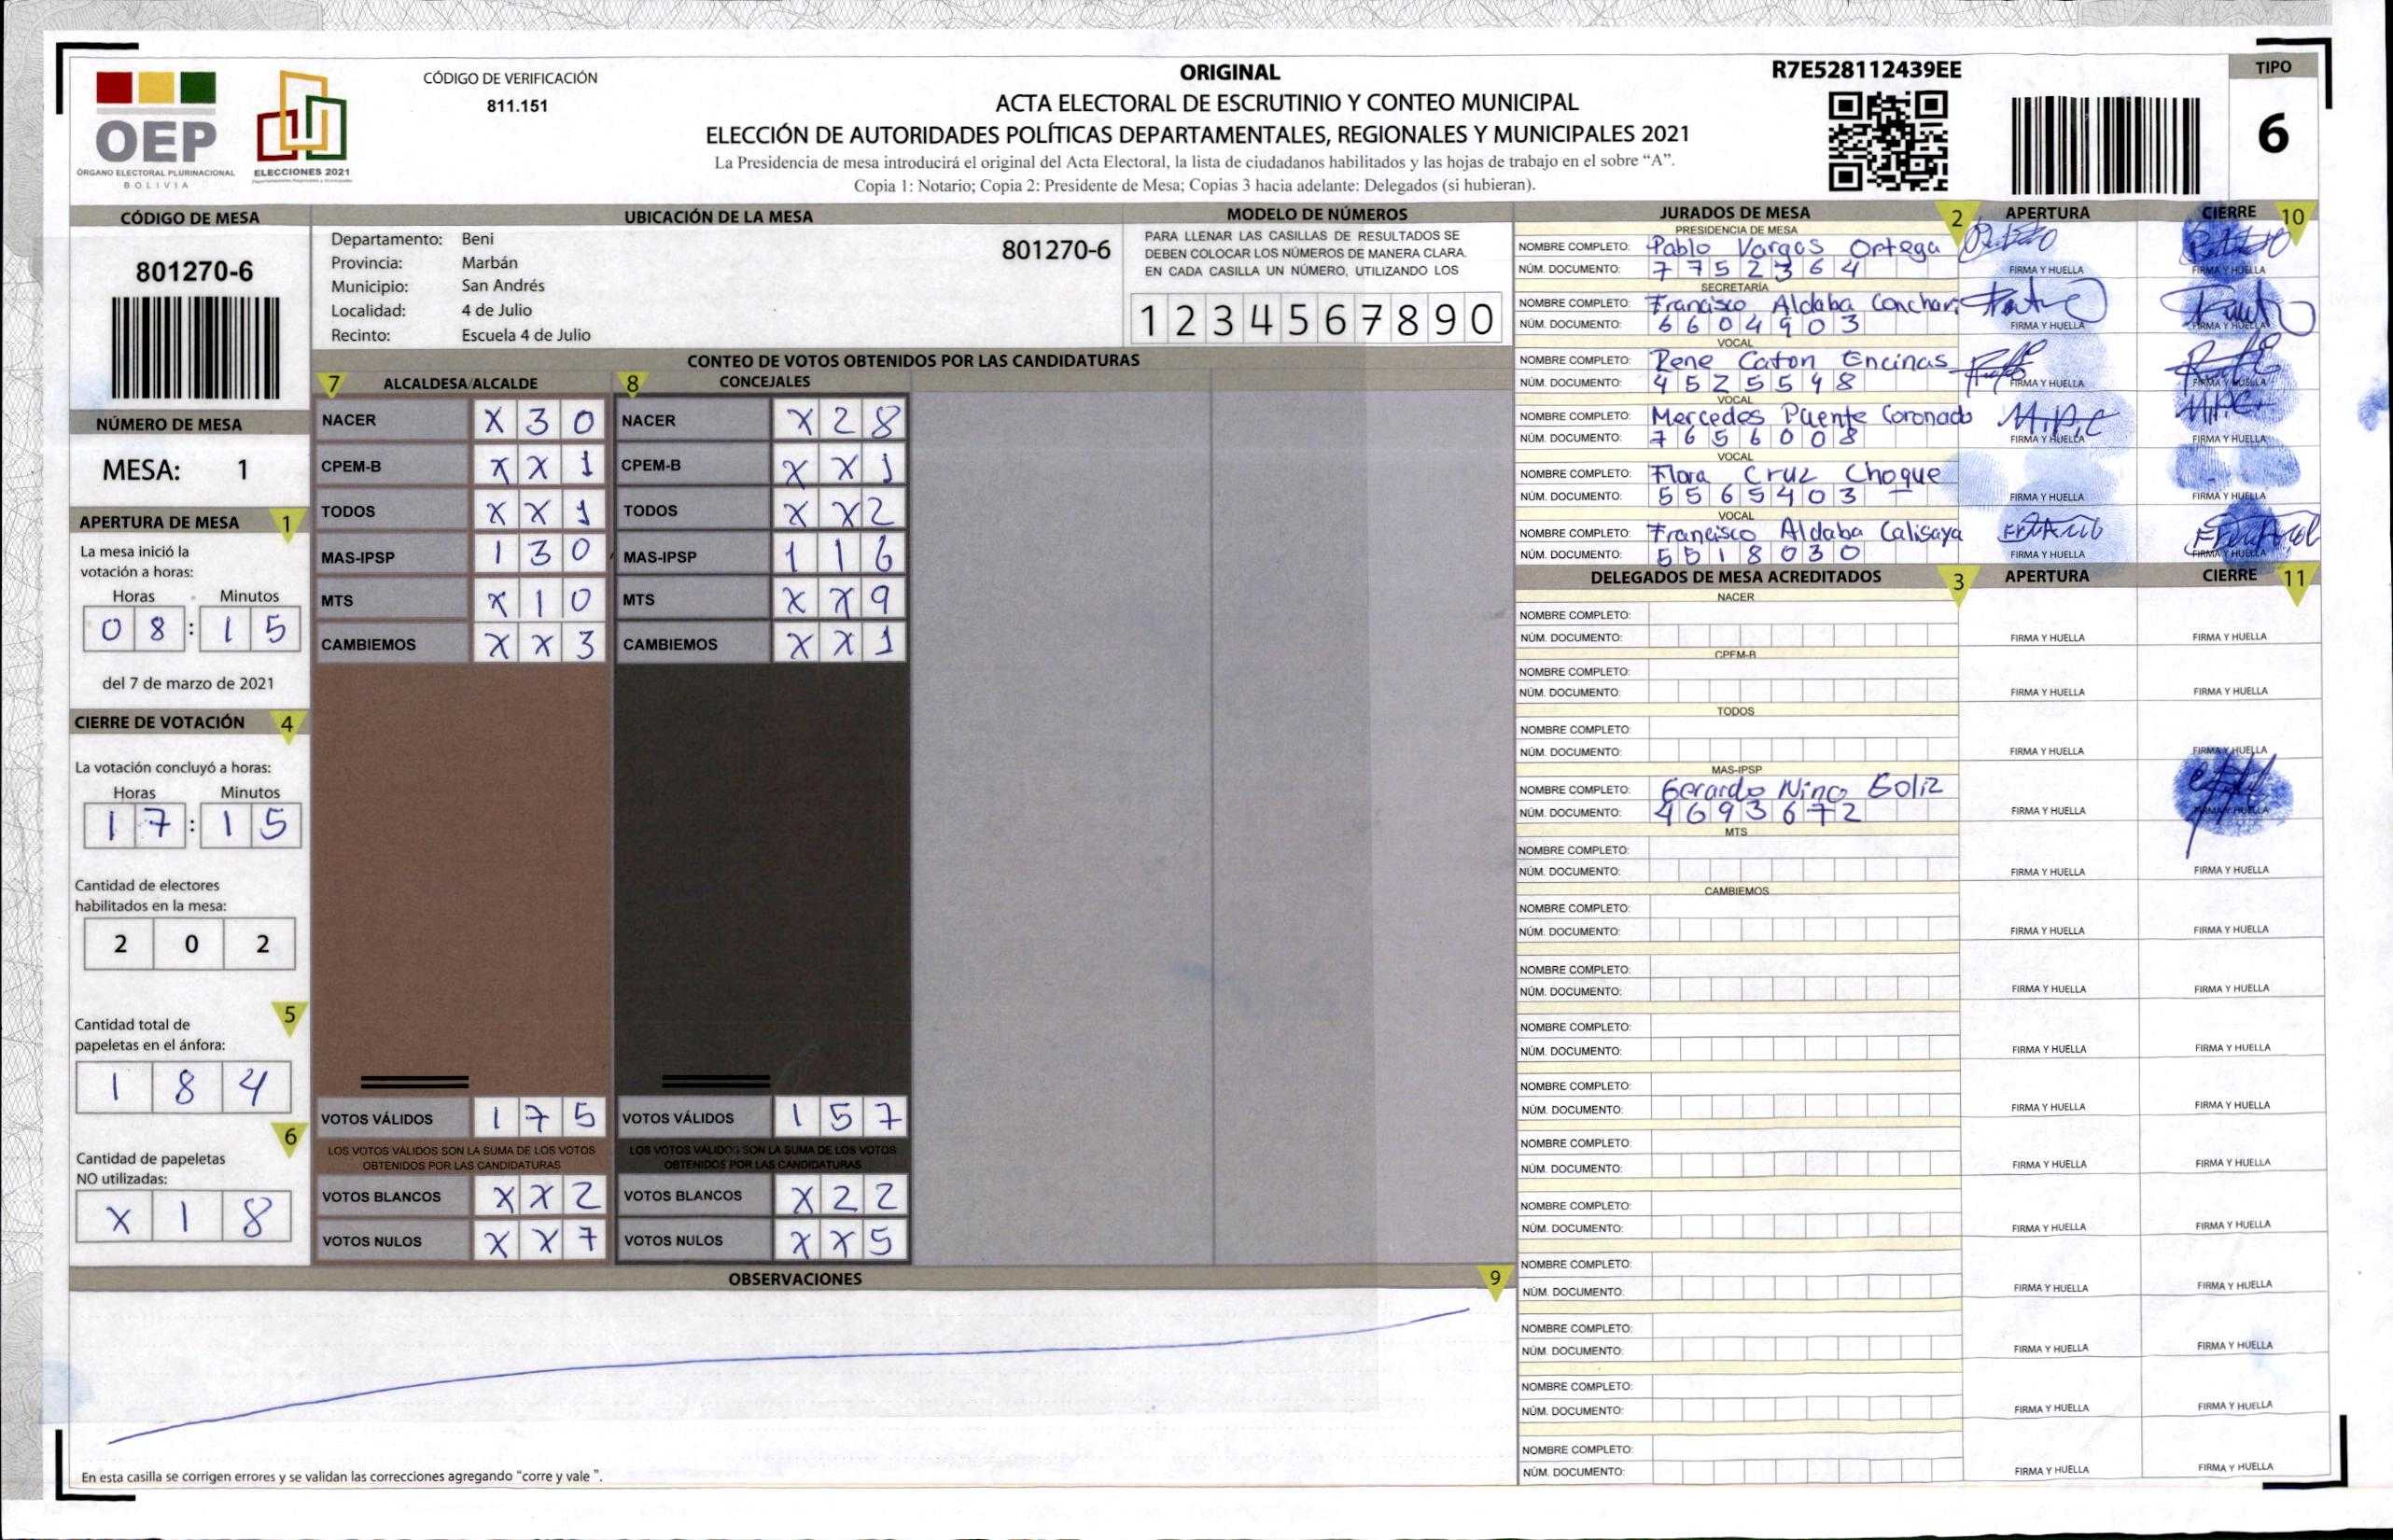 OEP
ÓRGANO ELECTORAL PLURINACIONAL
BOLIVIA
ELECCIONES 2021
CÓDIGO DE VERIFICACIÓN
811.151
ORIGINAL
ACTA ELECTORAL DE ESCRUTINIO Y CONTEO MUNICIPAL
ELECCIÓN DE AUTORIDADES POLÍTICAS DEPARTAMENTALES, REGIONALES Y MUNICIPALES 2021
La Presidencia de mesa introducirá el original del Acta Electoral, la lista de ciudadanos habilitados y las hojas de trabajo en el sobre “A”.
Copia 1: Notario; Copia 2: Presidente de Mesa; Copias 3 hacia adelante: Delegados (si hubieran).
R7E528112439EE
TIPO
6
CÓDIGO DE MESA
801270-6
NÚMERO DE MESA
MESA: 1
APERTURA DE MESA 1
La mesa inició la
votación a horas:
Horas Minutos
08:15
del 7 de marzo de 2021
CIERRE DE VOTACIÓN 4
La votación concluyó a horas:
Horas Minutos
17:15
Cantidad de electores
habilitados en la mesa:
2 0 2
5
Cantidad total de
papeletas en el ánfora:
1 8 4
6
Cantidad de papeletas
NO utilizadas:
X 1 8
UBICACIÓN DE LA MESA
Departamento: Beni
Provincia: Marbán
Municipio: San Andrés
Localidad: 4 de Julio
Recinto: Escuela 4 de Julio
801270-6
MODELO DE NÚMEROS
PARA LLENAR LAS CASILLAS DE RESULTADOS SE
DEBEN COLOCAR LOS NÚMEROS DE MANERA CLARA.
EN CADA CASILLA UN NÚMERO, UTILIZANDO LOS
1 2 3 4 5 6 7 8 9 0
CONTEO DE VOTOS OBTENIDOS POR LAS CANDIDATURAS
7 ALCALDESA/ALCALDE
NACER X 3 0
CPEM-B X X 1
TODOS X X 1
MAS-IPSP 1 3 0
MTS X 1 0
CAMBIEMOS X X 3
VOTOS VÁLIDOS 1 7 5
LOS VOTOS VÁLIDOS SON LA SUMA DE LOS VOTOS
OBTENIDOS POR LAS CANDIDATURAS
VOTOS BLANCOS X X 2
VOTOS NULOS X X 7
8 CONCEJALES
NACER X 2 8
CPEM-B X X 1
TODOS X X 2
MAS-IPSP 1 1 6
MTS X X 9
CAMBIEMOS X X 1
VOTOS VÁLIDOS 1 5 7
LOS VOTOS VÁLIDOS SON LA SUMA DE LOS VOTOS
OBTENIDOS POR LAS CANDIDATURAS
VOTOS BLANCOS X 2 2
VOTOS NULOS X X 5
OBSERVACIONES 9
En esta casilla se corrigen errores y se validan las correcciones agregando “corre y vale ”.
JURADOS DE MESA 2 APERTURA CIERRE 10
PRESIDENCIA DE MESA
NOMBRE COMPLETO: Pablo Vargas Ortega
NÚM. DOCUMENTO: 7752364 FIRMA Y HUELLA FIRMA Y HUELLA
SECRETARÍA
NOMBRE COMPLETO: Francisco Aldaba Conchari
NÚM. DOCUMENTO: 6604903 FIRMA Y HUELLA FIRMA Y HUELLA
VOCAL
NOMBRE COMPLETO: Rene Caton Encinas
NÚM. DOCUMENTO: 4525548 FIRMA Y HUELLA FIRMA Y HUELLA
VOCAL
NOMBRE COMPLETO: Mercedes Puente Coronado M.P.C M.P.C.
NÚM. DOCUMENTO: 7656008 FIRMA Y HUELLA FIRMA Y HUELLA
VOCAL
NOMBRE COMPLETO: Flora Cruz Choque
NÚM. DOCUMENTO: 5565403 FIRMA Y HUELLA FIRMA Y HUELLA
VOCAL
NOMBRE COMPLETO: Francisco Aldaba Calisaya
NÚM. DOCUMENTO: 5518030 FIRMA Y HUELLA FIRMA Y HUELLA
DELEGADOS DE MESA ACREDITADOS 3 APERTURA CIERRE 11
NACER
NOMBRE COMPLETO:
NÚM. DOCUMENTO: FIRMA Y HUELLA FIRMA Y HUELLA
CPEM-B
NOMBRE COMPLETO:
NÚM. DOCUMENTO: FIRMA Y HUELLA FIRMA Y HUELLA
TODOS
NOMBRE COMPLETO:
NÚM. DOCUMENTO: FIRMA Y HUELLA FIRMA Y HUELLA
MAS-IPSP
NOMBRE COMPLETO: Gerardo Nina Soliz
NÚM. DOCUMENTO: 4693672 FIRMA Y HUELLA FIRMA Y HUELLA
MTS
NOMBRE COMPLETO:
NÚM. DOCUMENTO: FIRMA Y HUELLA FIRMA Y HUELLA
CAMBIEMOS
NOMBRE COMPLETO:
NÚM. DOCUMENTO: FIRMA Y HUELLA FIRMA Y HUELLA
NOMBRE COMPLETO:
NÚM. DOCUMENTO: FIRMA Y HUELLA FIRMA Y HUELLA
NOMBRE COMPLETO:
NÚM. DOCUMENTO: FIRMA Y HUELLA FIRMA Y HUELLA
NOMBRE COMPLETO:
NÚM. DOCUMENTO: FIRMA Y HUELLA FIRMA Y HUELLA
NOMBRE COMPLETO:
NÚM. DOCUMENTO: FIRMA Y HUELLA FIRMA Y HUELLA
NOMBRE COMPLETO:
NÚM. DOCUMENTO: FIRMA Y HUELLA FIRMA Y HUELLA
NOMBRE COMPLETO:
NÚM. DOCUMENTO: FIRMA Y HUELLA FIRMA Y HUELLA
NOMBRE COMPLETO:
NÚM. DOCUMENTO: FIRMA Y HUELLA FIRMA Y HUELLA
NOMBRE COMPLETO:
NÚM. DOCUMENTO: FIRMA Y HUELLA FIRMA Y HUELLA
NOMBRE COMPLETO:
NÚM. DOCUMENTO: FIRMA Y HUELLA FIRMA Y HUELLA